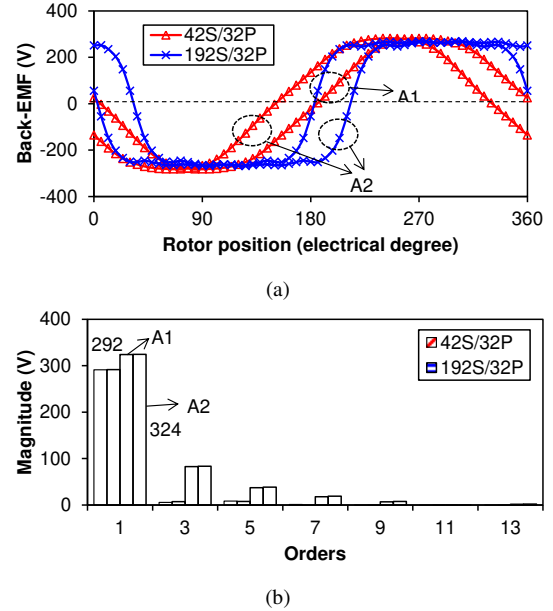 400
200
0
-200
-400
Back-EMF (V)
42S/32P
192S/32P
A1
A2
0 90 180 270 360
Rotor position (electrical degree)
(a)
400
300
200
100
0
Magnitude (V)
292
A1
A2
324
42S/32P
192S/32P
1 3 5 7 9 11 13
Orders
(b)